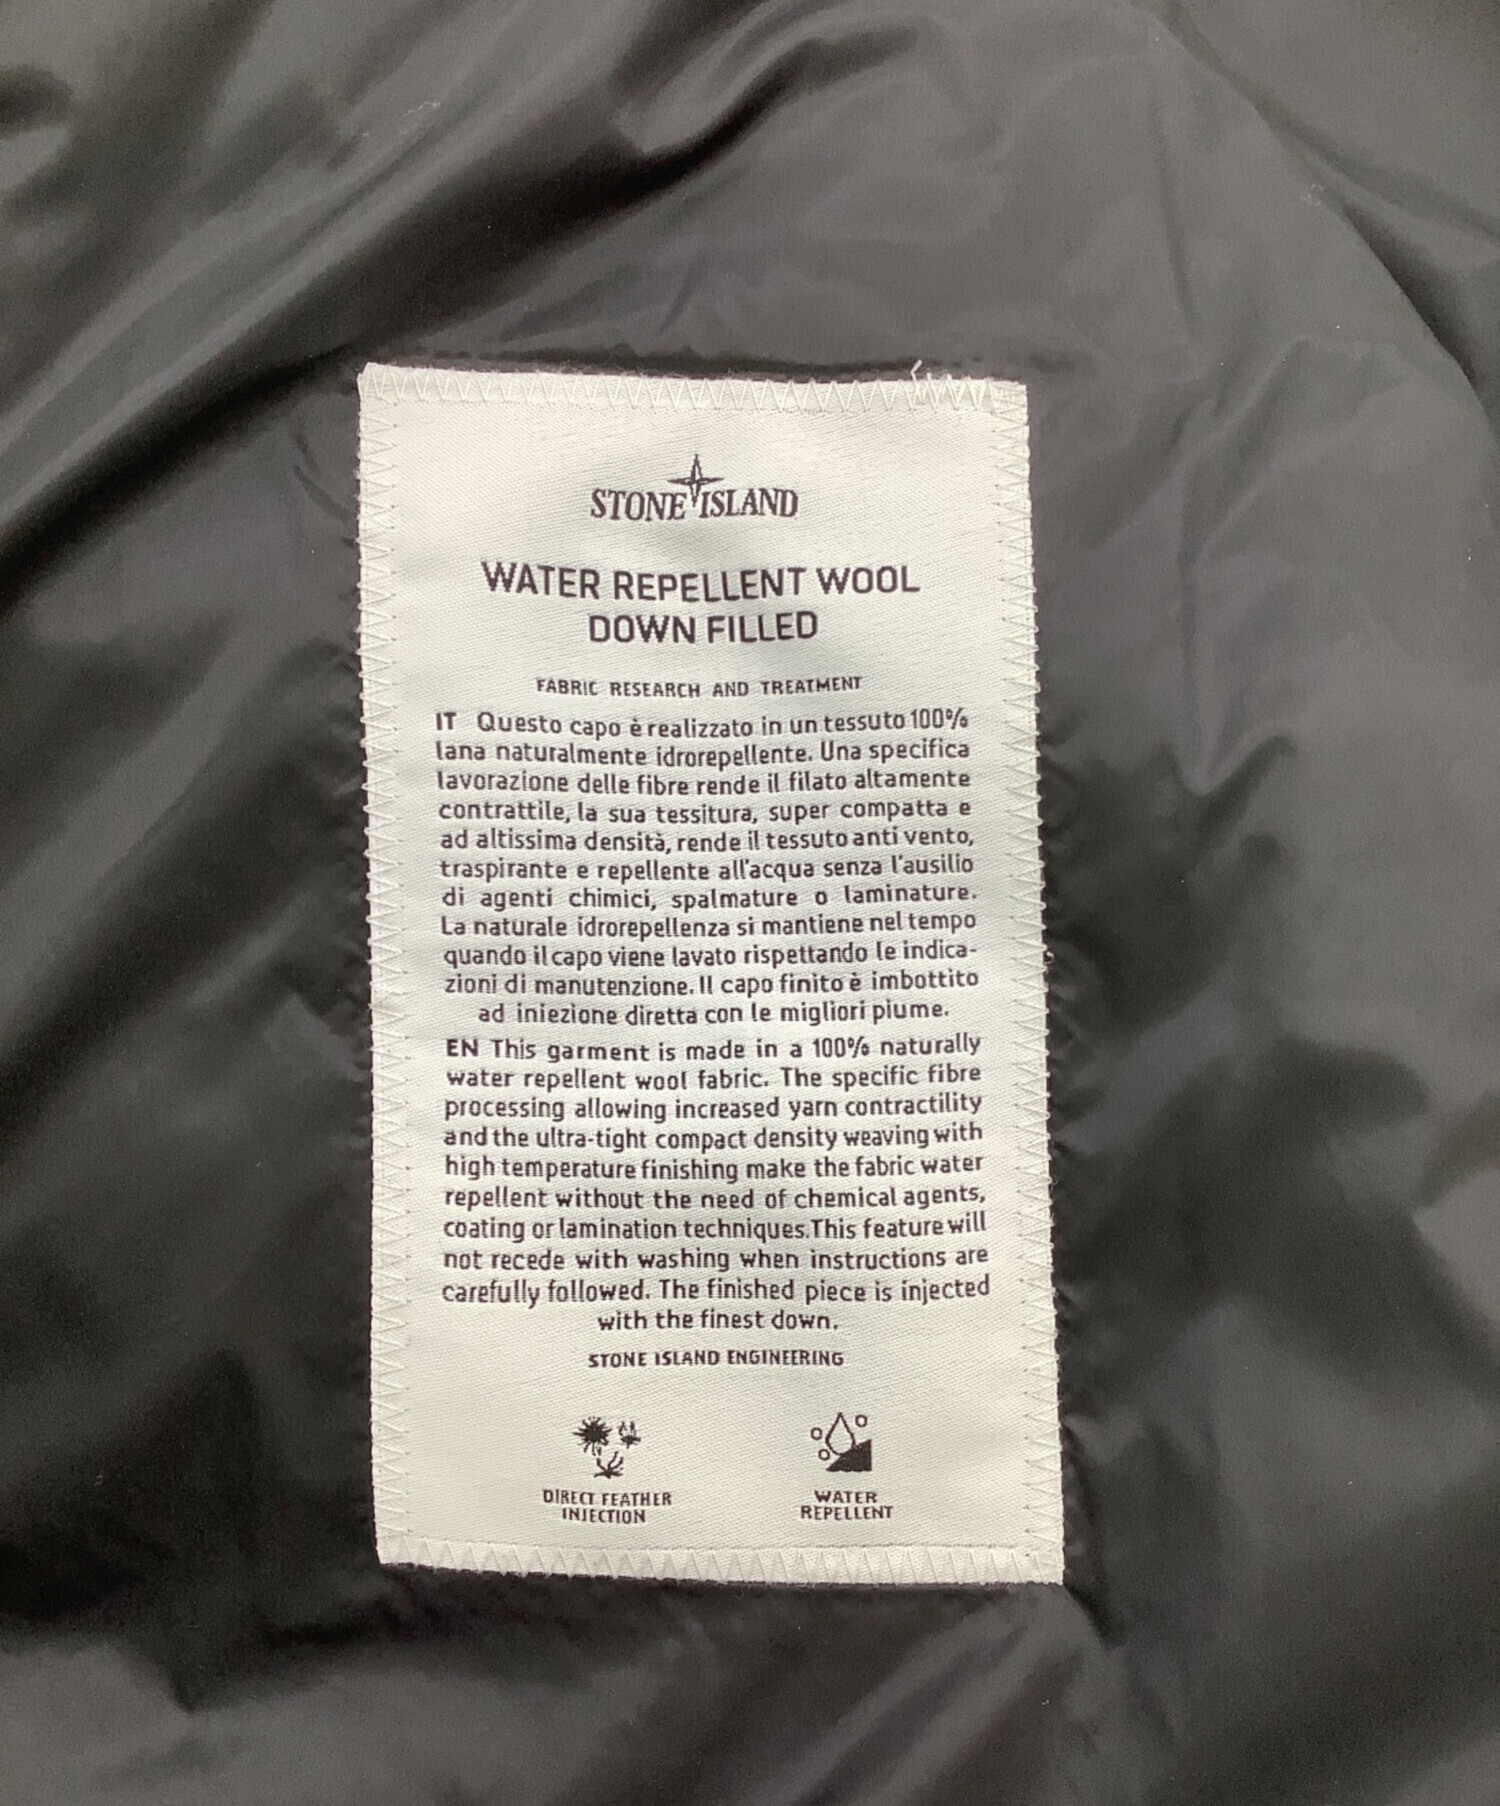 STONE ISLAND
WATER REPELLENT WOOL
DOWN FILLED
FABRIC RESEARCH AND TREATMENT
IT Questo capo è realizzato in un tessuto 100%
lana naturalmente idrorepellente. Una specifica
lavorazione delle fibre rende il filato altamente
contrattile, la sua tessitura, super compatta e
ad altissima densità, rende il tessuto anti vento,
traspirante e repellente all'acqua senza l'ausilio
di agenti chimici, spalmature o laminature.
La naturale idrorepellenza si mantiene nel tempo
quando il capo viene lavato rispettando le indica-
zioni di manutenzione. Il capo finito è imbottito
ad iniezione diretta con le migliori piume.
EN This garment is made in a 100% naturally
water repellent wool fabric. The specific fibre
processing allowing increased yarn contractility
and the ultra-tight compact density weaving with
high temperature finishing make the fabric water
repellent without the need of chemical agents,
coating or lamination techniques. This feature will
not recede with washing when instructions are
carefully followed. The finished piece is injected
with the finest down.
STONE ISLAND ENGINEERING
DIRECT FEATHER
INJECTION
WATER
REPELLENT